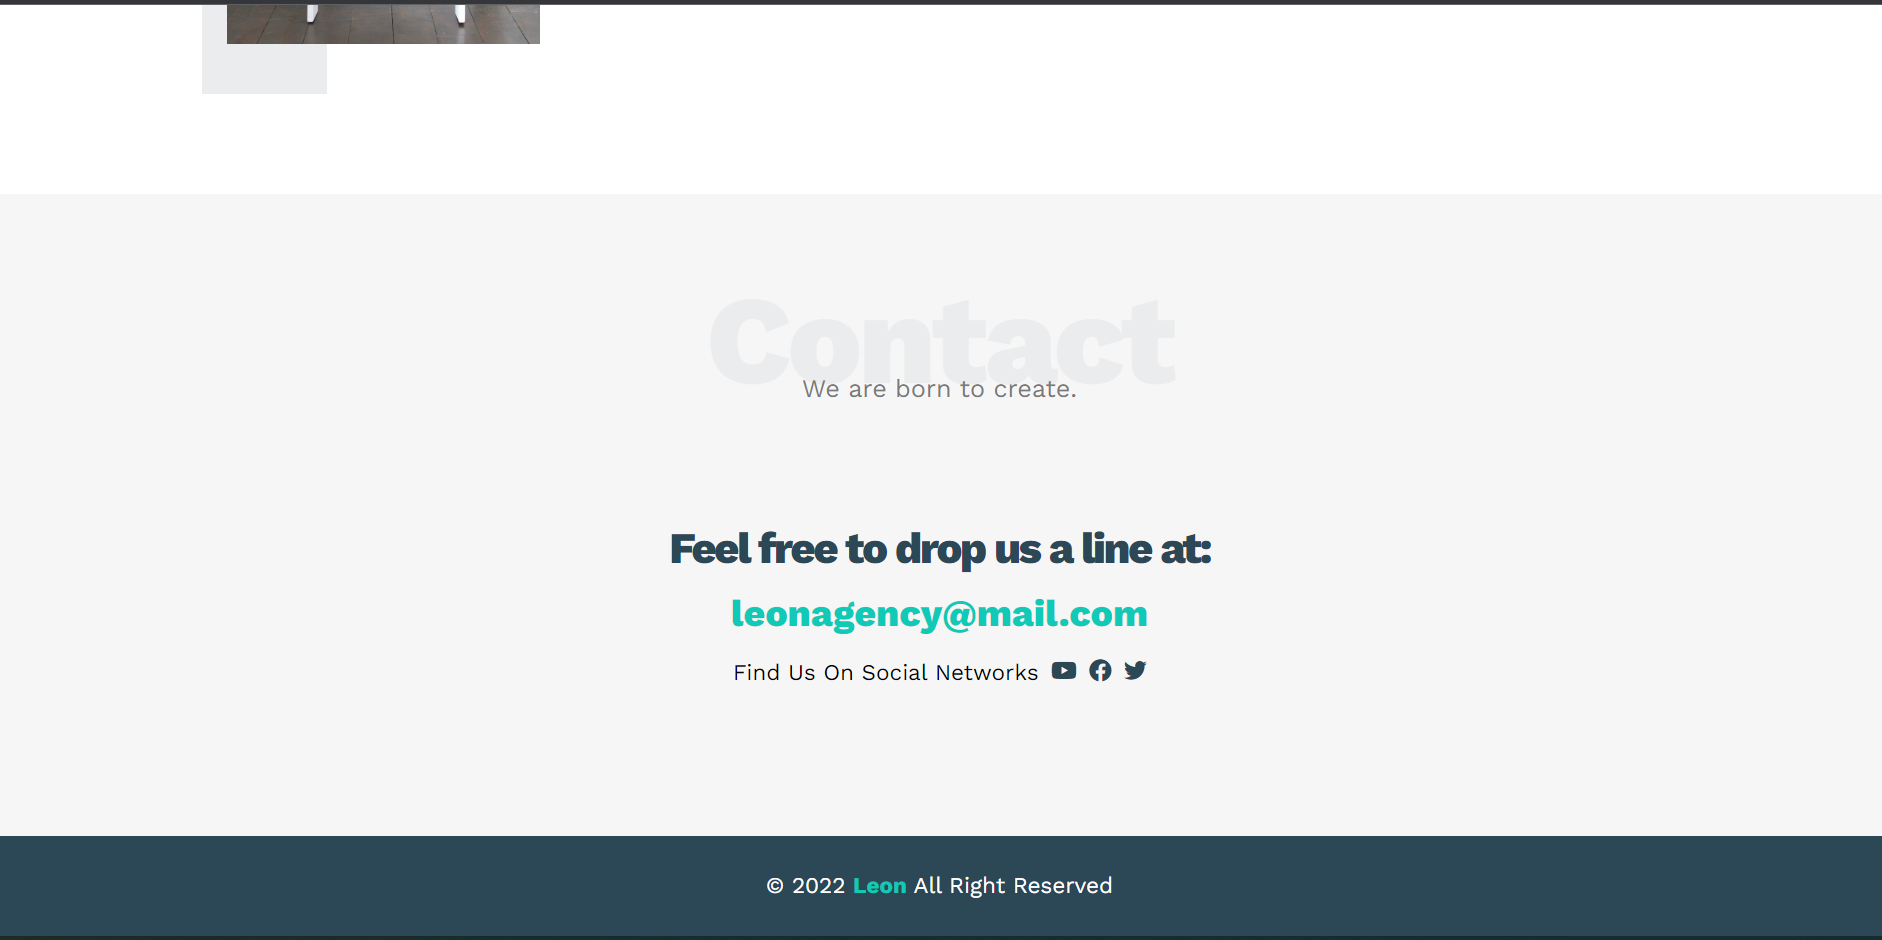 Contact
We are born to create.
Feel free to drop us a line at:
leonagency@mail.com
Find Us On Social Networks
© 2022 Leon All Right Reserved